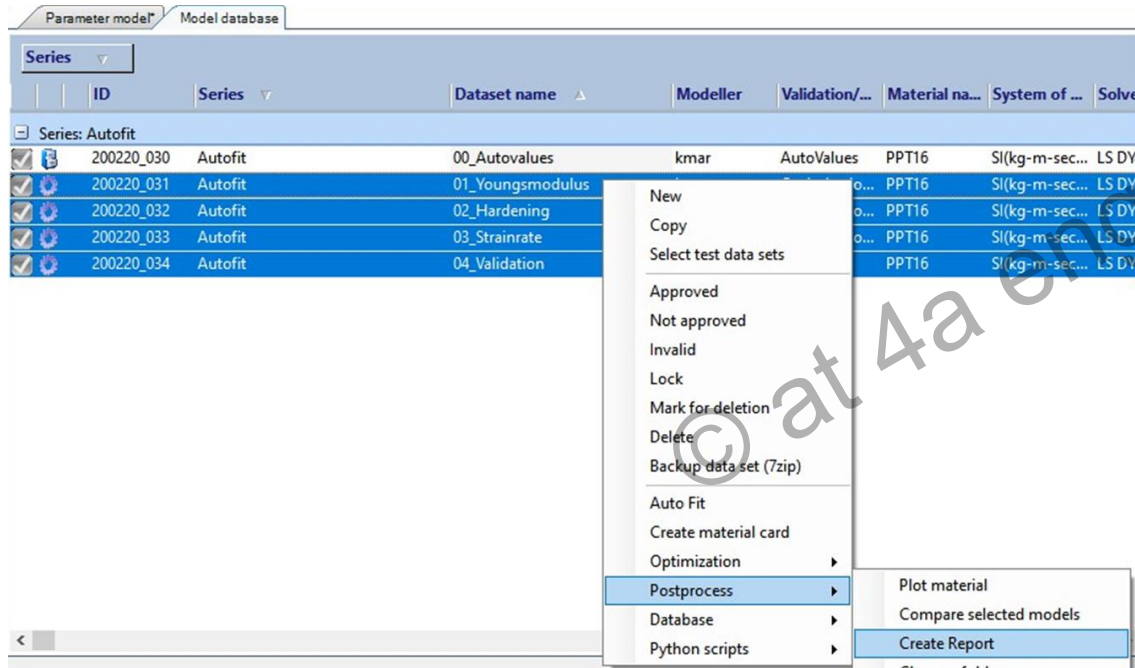 Parameter model* Model database
Series
ID Series Dataset name Modeller Validation/... Material na... System of ... Solve
Series: Autofit
200220_030 Autofit 00_Autovalues kmar AutoValues PPT16 SI(kg-m-sec... LS DY
200220_031 Autofit 01_Youngsmodulus o... PPT16 SI(kg-m-sec... LS DY
200220_032 Autofit 02_Hardening o... PPT16 SI(kg-m-sec... LS DY
200220_033 Autofit 03_Strainrate o... PPT16 SI(kg-m-sec... LS DY
200220_034 Autofit 04_Validation PPT16 SI(kg-m-sec... LS DY
New
Copy
Select test data sets
Approved
Not approved
Invalid
Lock
Mark for deletion
Delete
Backup data set (7zip)
Auto Fit
Create material card
Optimization
Postprocess
Database
Python scripts
Plot material
Compare selected models
Create Report
© at 4a eng